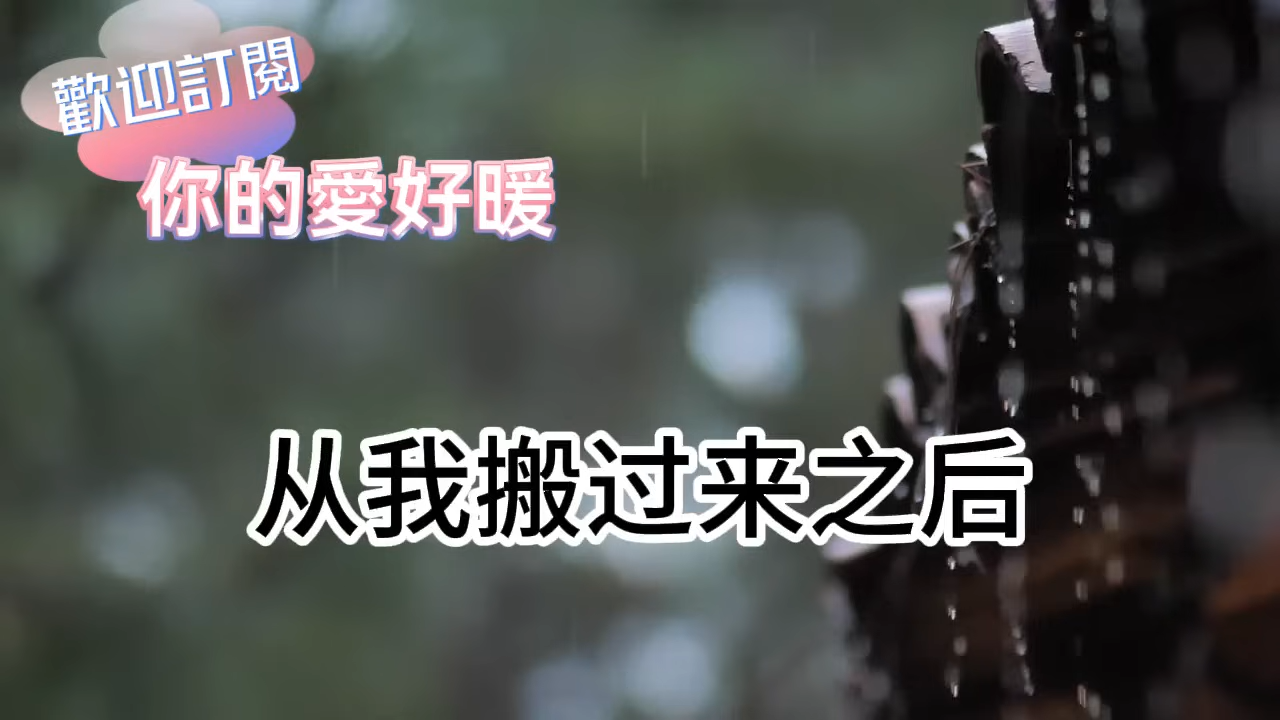 歡迎訂閱
你的愛好暖
从我搬过来之后